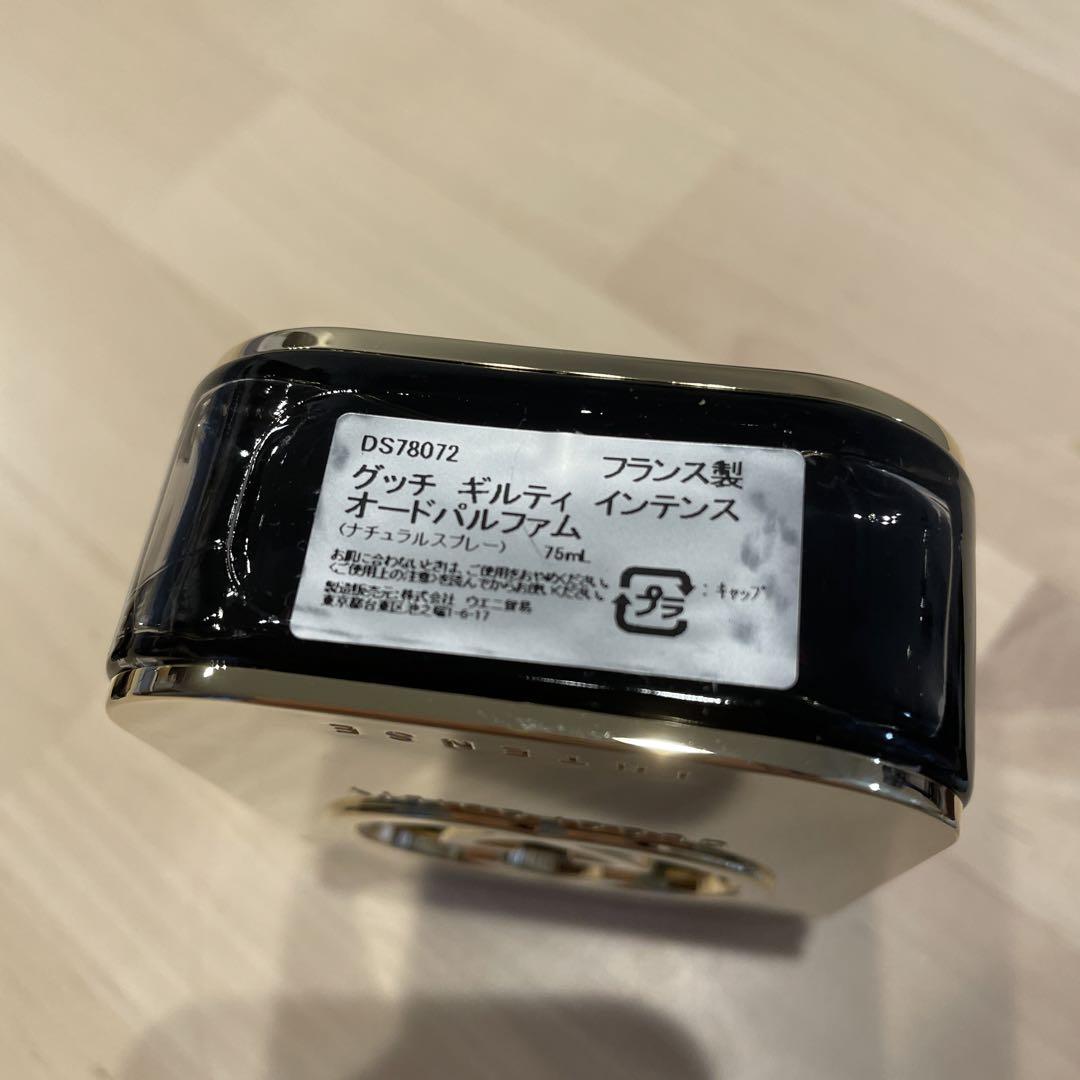 DS78072 フランス製
グッチ ギルティ インテンス
オードパルファム
(ナチュラルスプレー) 75mL
お肌に合わないときは、ご使用をおやめください。
〈ご使用上の注意〉を読んでからお使いください。
製造販売元:株式会社 ウエニ貿易
東京都台東区池之端1-6-17
プラ :キャップ
INTENSE